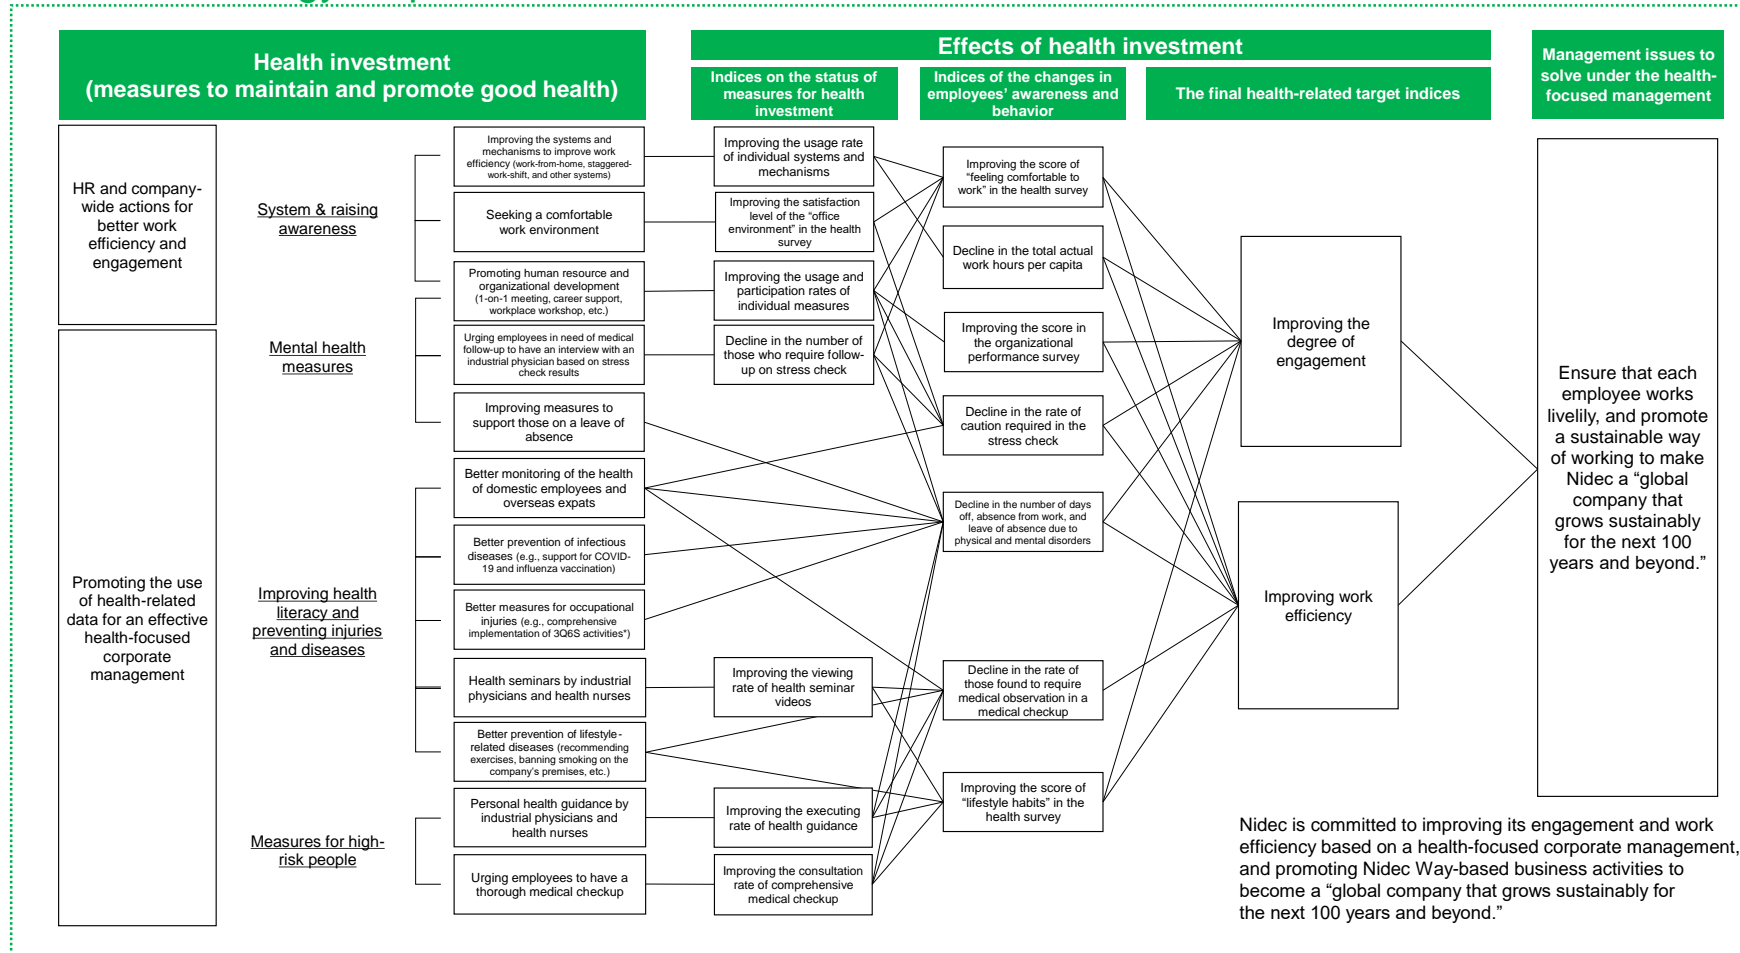 Health investment
(measures to maintain and promote good health)
Effects of health investment
Indices on the status of
measures for health
investment
Indices of the changes in
employees’ awareness and
behavior
The final health-related target indices
Management issues to
solve under the health-
focused management
HR and company-
wide actions for
better work
efficiency and
engagement
Promoting the use
of health-related
data for an effective
health-focused
corporate
management
System & raising
awareness
Mental health
measures
Improving health
literacy and
preventing injuries
and diseases
Measures for high-
risk people
Improving the systems and
mechanisms to improve work
efficiency (work-from-home, staggered-
work-shift, and other systems)
Seeking a comfortable
work environment
Promoting human resource and
organizational development
(1-on-1 meeting, career support,
workplace workshop, etc.)
Urging employees in need of medical
follow-up to have an interview with an
industrial physician based on stress
check results
Improving measures to
support those on a leave of
absence
Better monitoring of the health
of domestic employees and
overseas expats
Better prevention of infectious
diseases (e.g., support for COVID-
19 and influenza vaccination)
Better measures for occupational
injuries (e.g., comprehensive
implementation of 3Q6S activities*)
Health seminars by industrial
physicians and health nurses
Better prevention of lifestyle-
related diseases (recommending
exercises, banning smoking on the
company’s premises, etc.)
Personal health guidance by
industrial physicians and
health nurses
Urging employees to have a
thorough medical checkup
Improving the usage rate
of individual systems and
mechanisms
Improving the satisfaction
level of the “office
environment” in the health
survey
Improving the usage and
participation rates of
individual measures
Decline in the number of
those who require follow-
up on stress check
Improving the viewing
rate of health seminar
videos
Improving the executing
rate of health guidance
Improving the consultation
rate of comprehensive
medical checkup
Improving the score of
“feeling comfortable to
work” in the health survey
Decline in the total actual
work hours per capita
Improving the score in
the organizational
performance survey
Decline in the rate of
caution required in the
stress check
Decline in the number of days
off, absence from work, and
leave of absence due to
physical and mental disorders
Decline in the rate of
those found to require
medical observation in a
medical checkup
Improving the score of
“lifestyle habits” in the
health survey
Improving the
degree of
engagement
Improving work
efficiency
Ensure that each
employee works
livelily, and promote
a sustainable way
of working to make
Nidec a “global
company that
grows sustainably
for the next 100
years and beyond.”
Nidec is committed to improving its engagement and work
efficiency based on a health-focused corporate management,
and promoting Nidec Way-based business activities to
become a “global company that grows sustainably for
the next 100 years and beyond.”